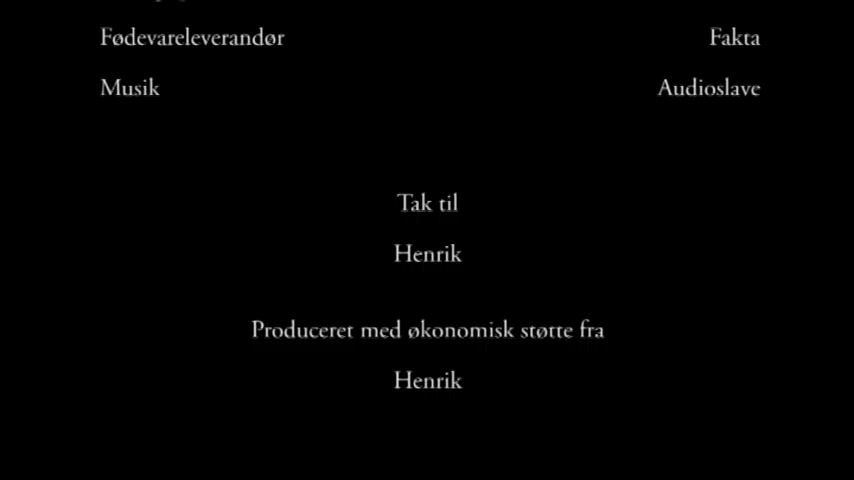 Fødevareleverandør Fakta
Musik Audioslave
Tak til
Henrik
Produceret med økonomisk støtte fra
Henrik